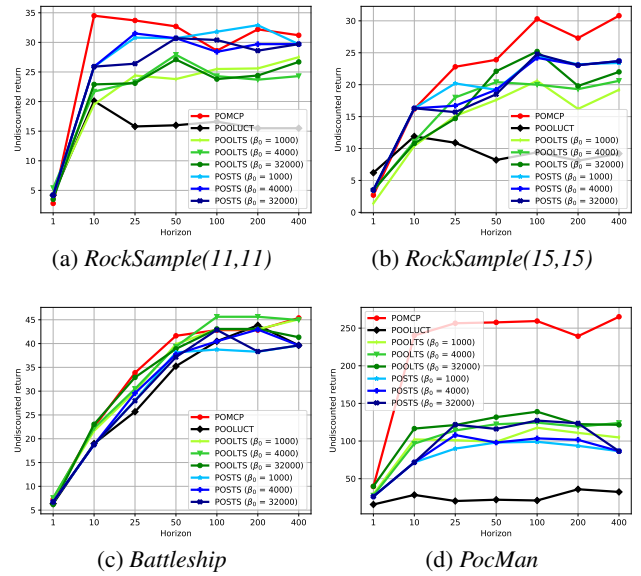 35
30
25
20
15
10
5
Undiscounted return
POMCP
POOLUCT
POOLTS (β₀ = 1000)
POOLTS (β₀ = 4000)
POOLTS (β₀ = 32000)
POSTS (β₀ = 1000)
POSTS (β₀ = 4000)
POSTS (β₀ = 32000)
1 10 25 50 100 200 400
Horizon
(a) RockSample(11,11)
30
25
20
15
10
5
0
Undiscounted return
POMCP
POOLUCT
POOLTS (β₀ = 1000)
POOLTS (β₀ = 4000)
POOLTS (β₀ = 32000)
POSTS (β₀ = 1000)
POSTS (β₀ = 4000)
POSTS (β₀ = 32000)
1 10 25 50 100 200 400
Horizon
(b) RockSample(15,15)
45
40
35
30
25
20
15
10
5
Undiscounted return
POMCP
POOLUCT
POOLTS (β₀ = 1000)
POOLTS (β₀ = 4000)
POOLTS (β₀ = 32000)
POSTS (β₀ = 1000)
POSTS (β₀ = 4000)
POSTS (β₀ = 32000)
1 10 25 50 100 200 400
Horizon
(c) Battleship
250
200
150
100
50
0
Undiscounted return
POMCP
POOLUCT
POOLTS (β₀ = 1000)
POOLTS (β₀ = 4000)
POOLTS (β₀ = 32000)
POSTS (β₀ = 1000)
POSTS (β₀ = 4000)
POSTS (β₀ = 32000)
1 10 25 50 100 200 400
Horizon
(d) PocMan